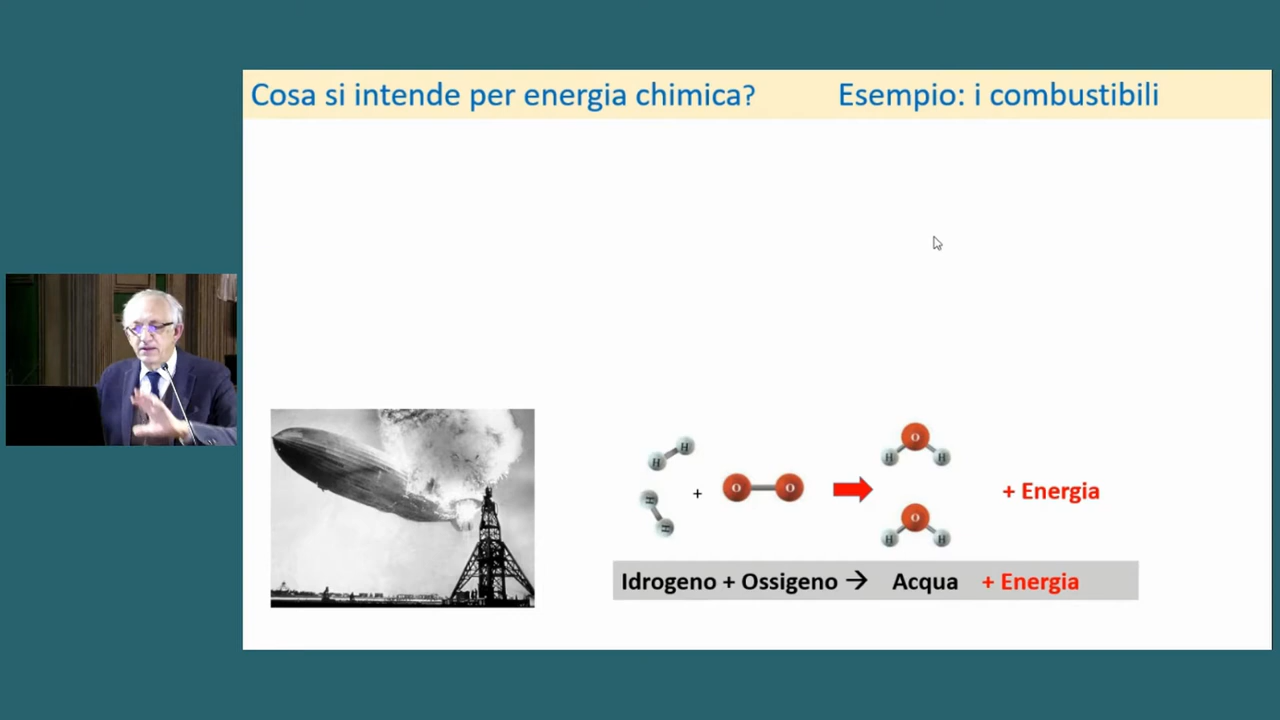 Cosa si intende per energia chimica? Esempio: i combustibili
H H
+ O O O H H + Energia
H H
O H H
Idrogeno + Ossigeno → Acqua + Energia